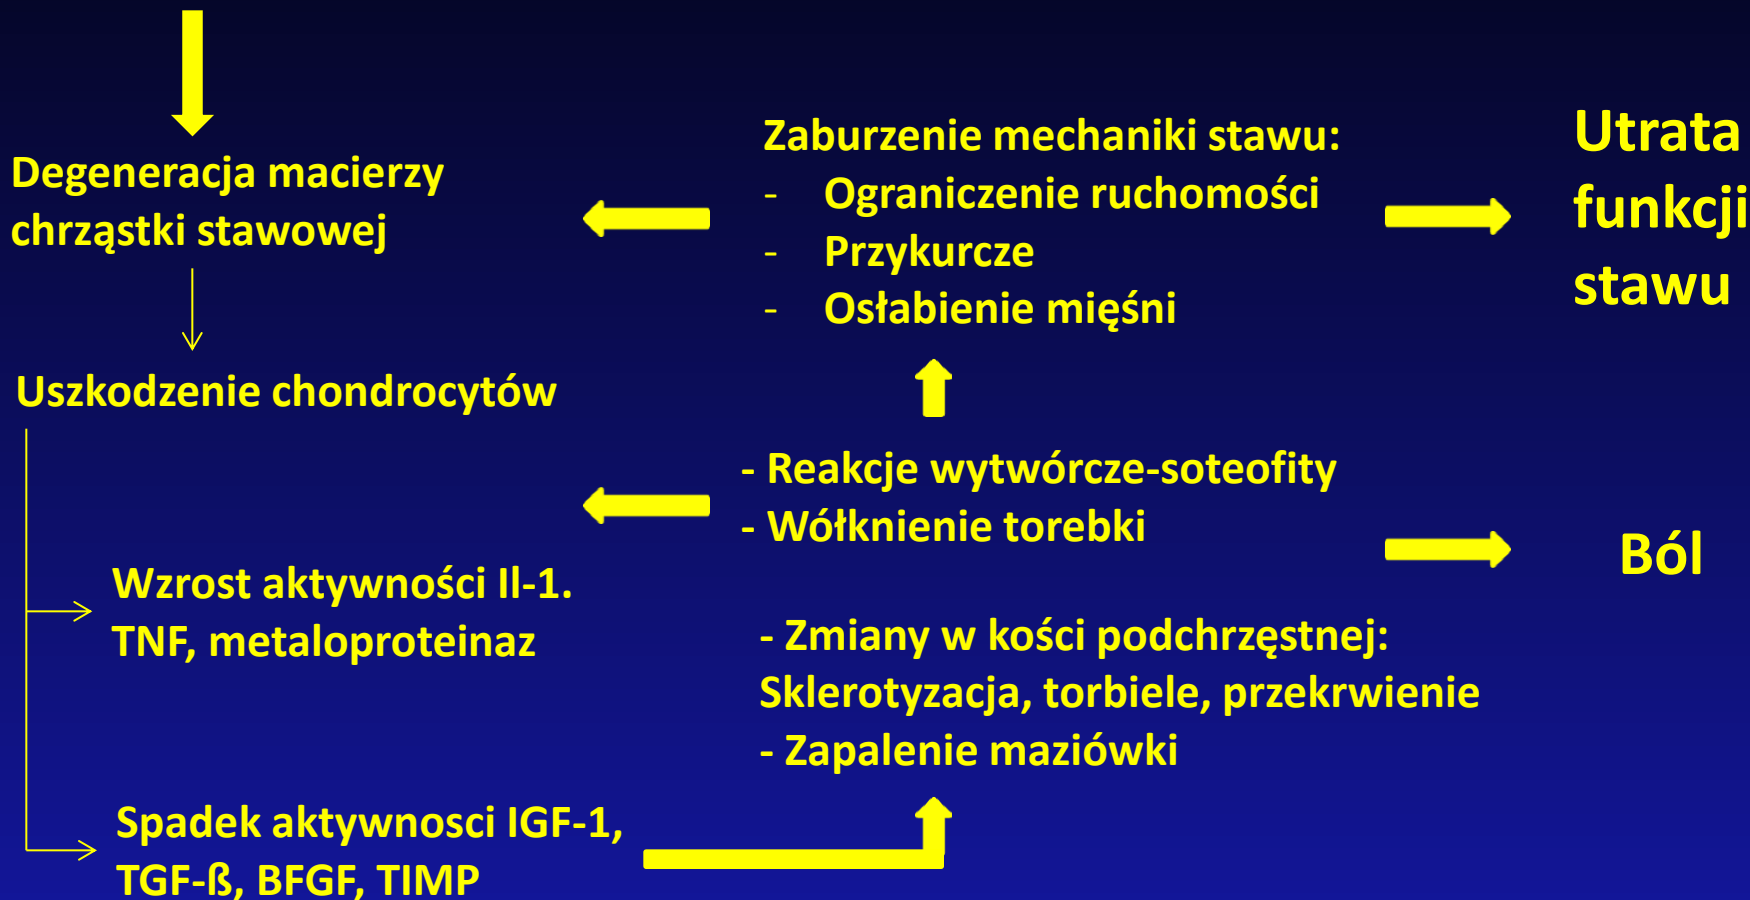 Degeneracja macierzy
chrząstki stawowej
Uszkodzenie chondrocytów
Wzrost aktywności Il-1.
TNF, metaloproteinaz
Spadek aktywnosci IGF-1,
TGF-ß, BFGF, TIMP
Zaburzenie mechaniki stawu:
- Ograniczenie ruchomości
- Przykurcze
- Osłabienie mięśni
- Reakcje wytwórcze-soteofity
- Wółknienie torebki
- Zmiany w kości podchrzęstnej:
Sklerotyzacja, torbiele, przekrwienie
- Zapalenie maziówki
Utrata
funkcji
stawu
Ból